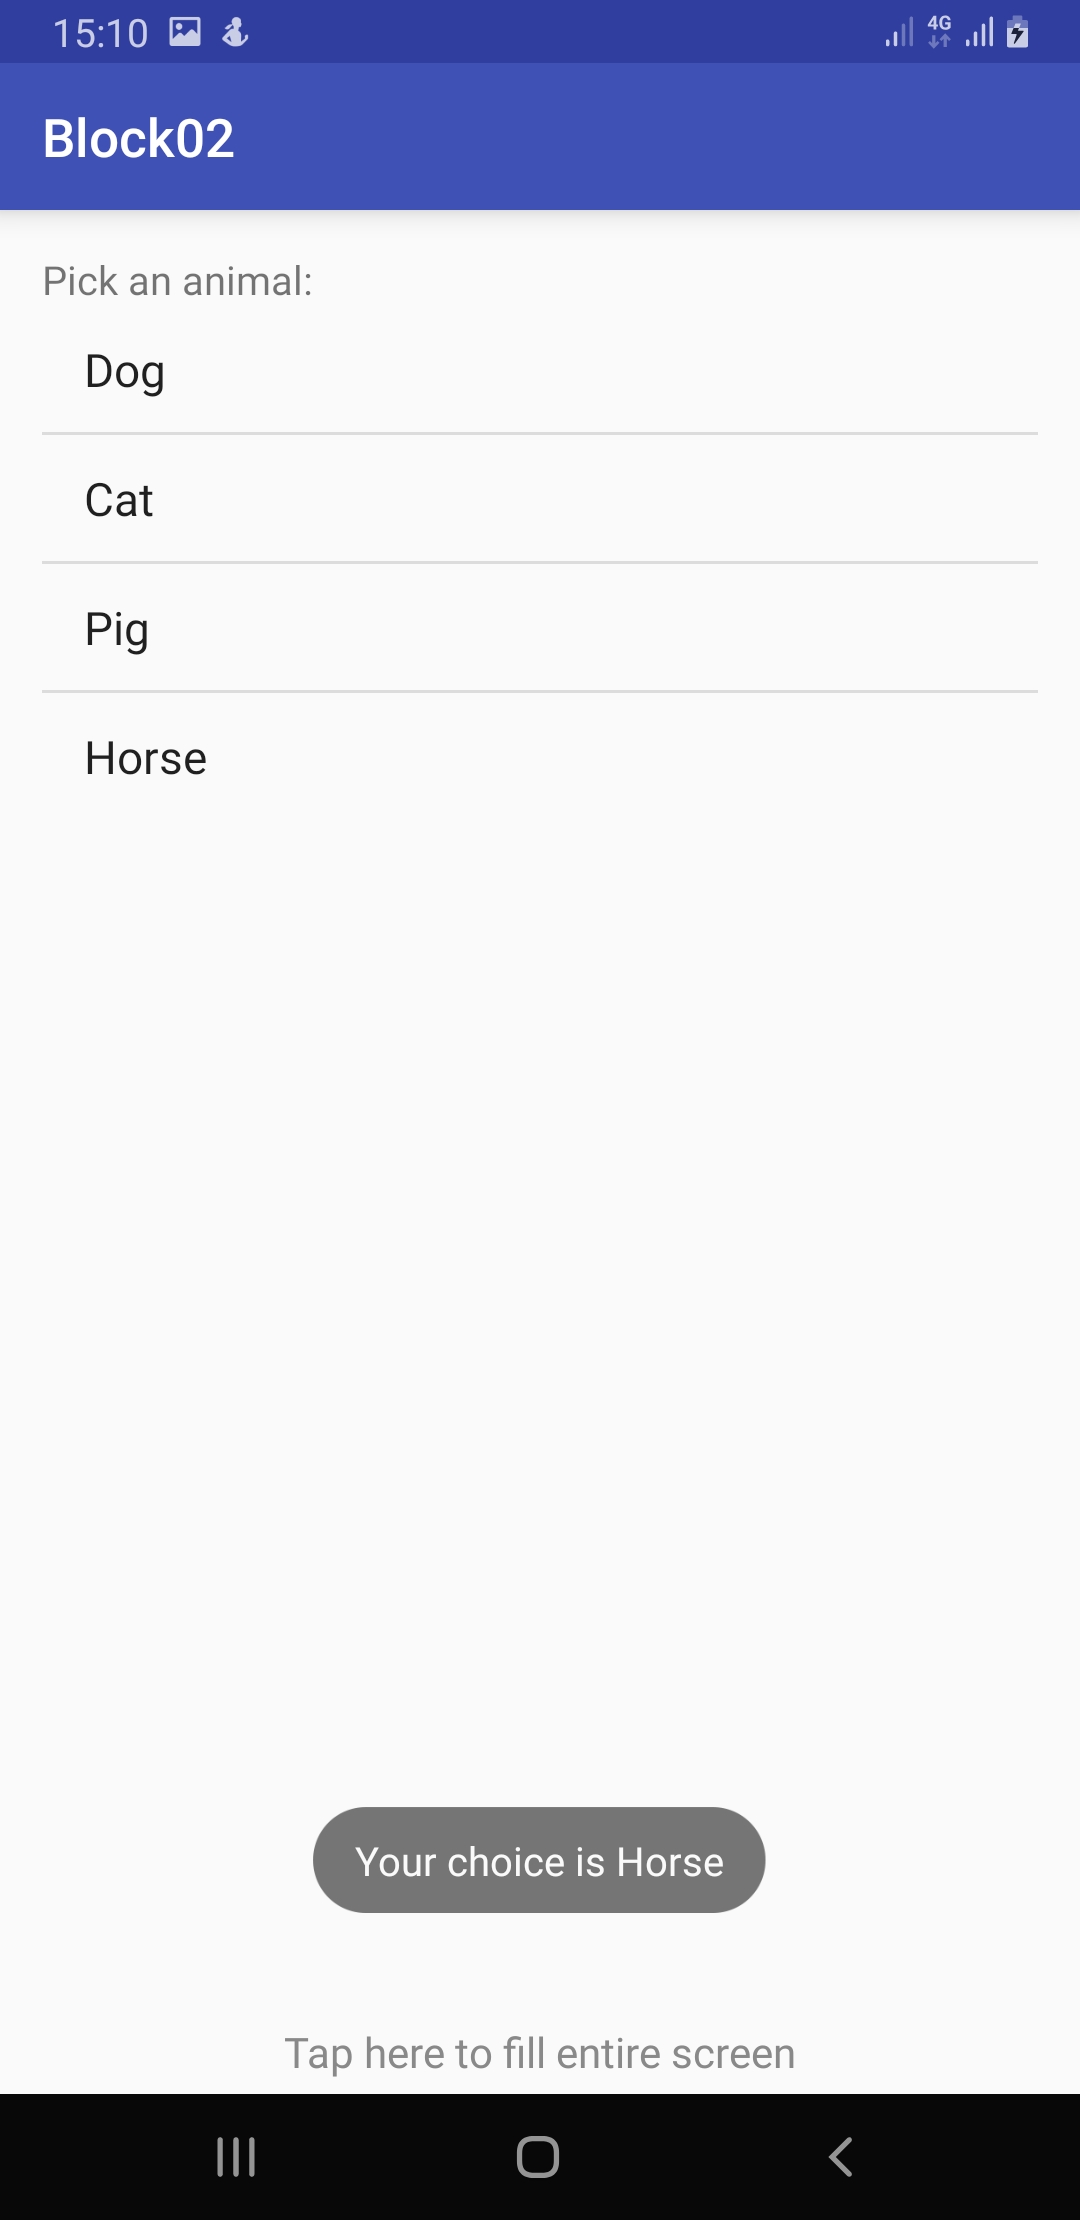 15:10
4G
Block02
Pick an animal:
Dog
Cat
Pig
Horse
Your choice is Horse
Tap here to fill entire screen